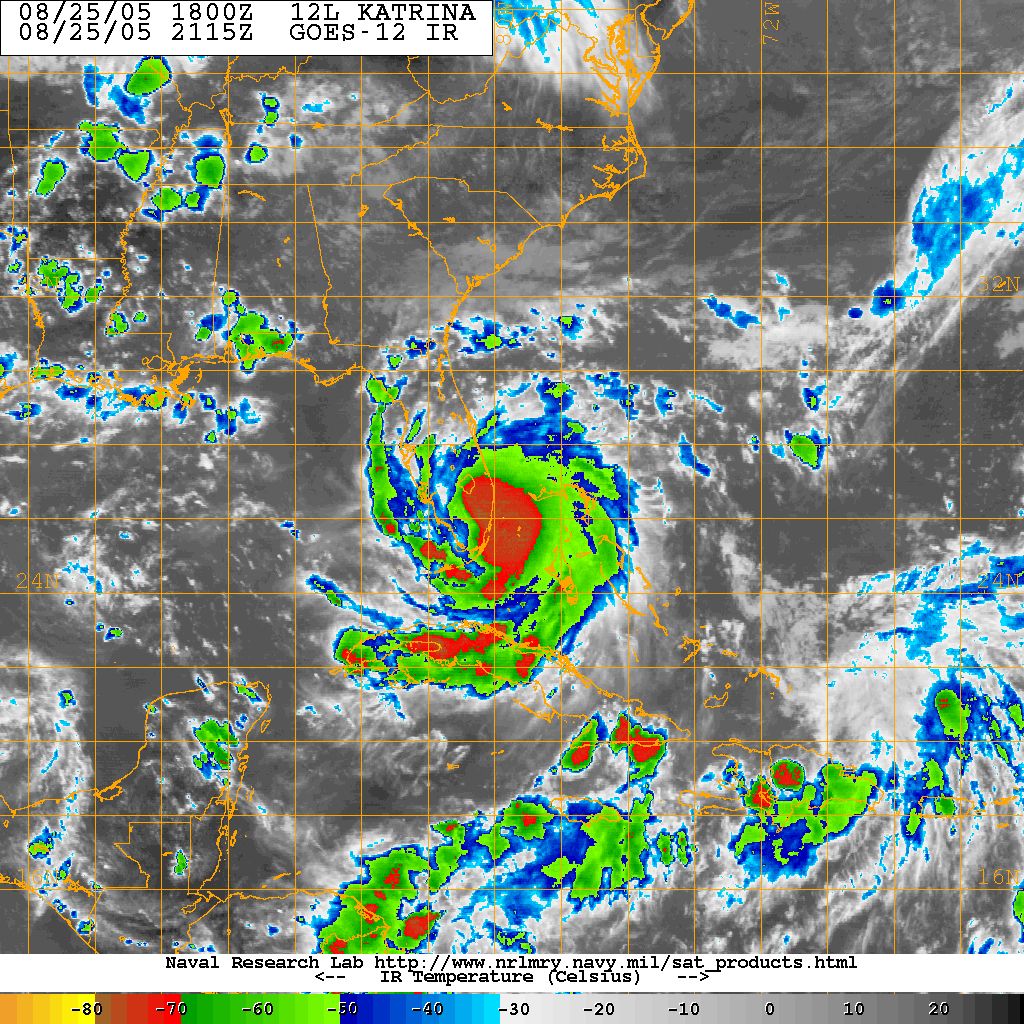 08/25/05 1800Z 12L KATRINA
08/25/05 2115Z GOES-12 IR
72W
32N
24N
24N
16N
Naval Research Lab http://www.nrlmry.navy.mil/sat_products.html
<-- IR Temperature (Celsius) -->
-80 -70 -60 -50 -40 -30 -20 -10 0 10 20